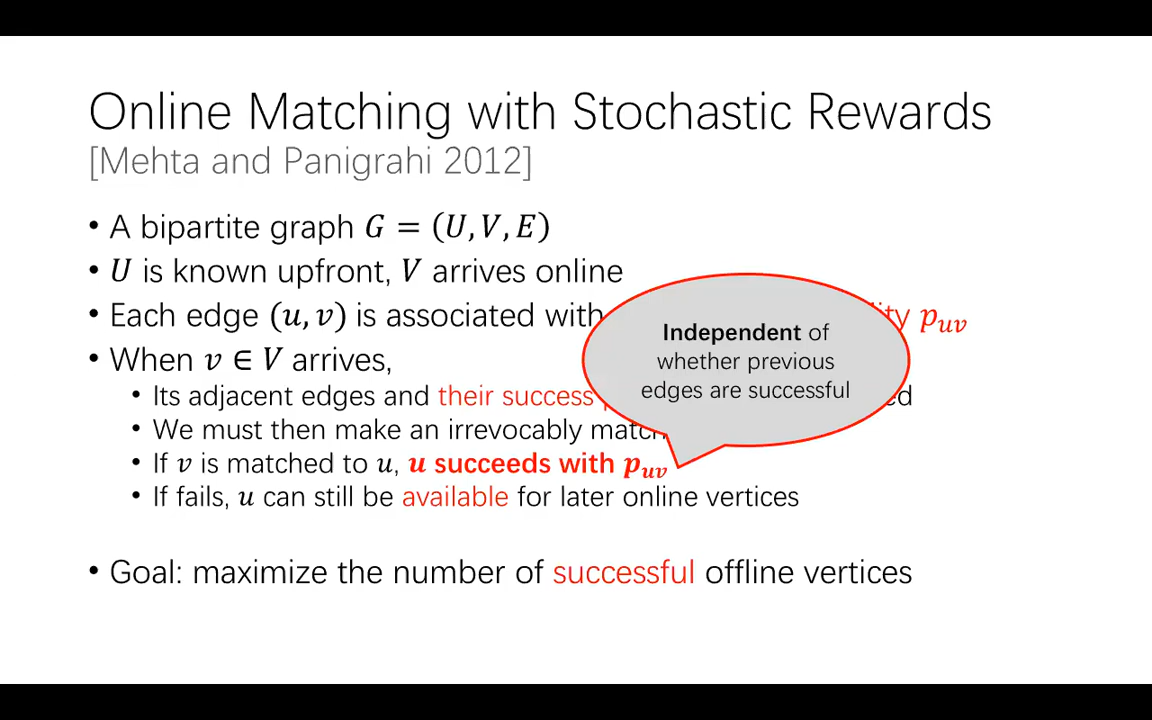 Online Matching with Stochastic Rewards
[Mehta and Panigrahi 2012]
• A bipartite graph G = (U, V, E)
• U is known upfront, V arrives online
• Each edge (u, v) is associated with p_uv
• When v ∈ V arrives,
• Its adjacent edges and their success
• We must then make an irrevocably
• If v is matched to u, u succeeds with p_uv
• If fails, u can still be available for later online vertices
• Goal: maximize the number of successful offline vertices
Independent of
whether previous
edges are successful